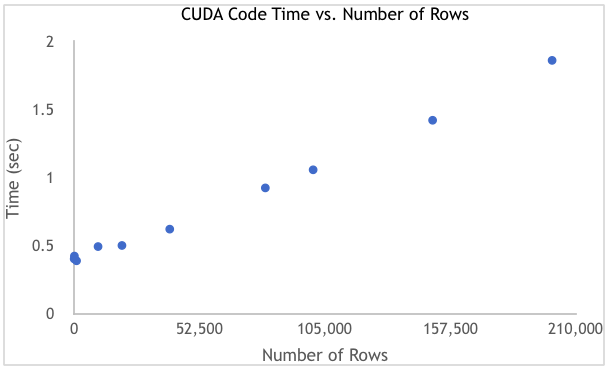 CUDA Code Time vs. Number of Rows
2
1.5
1
0.5
0
Time (sec)
0 52,500 105,000 157,500 210,000
Number of Rows